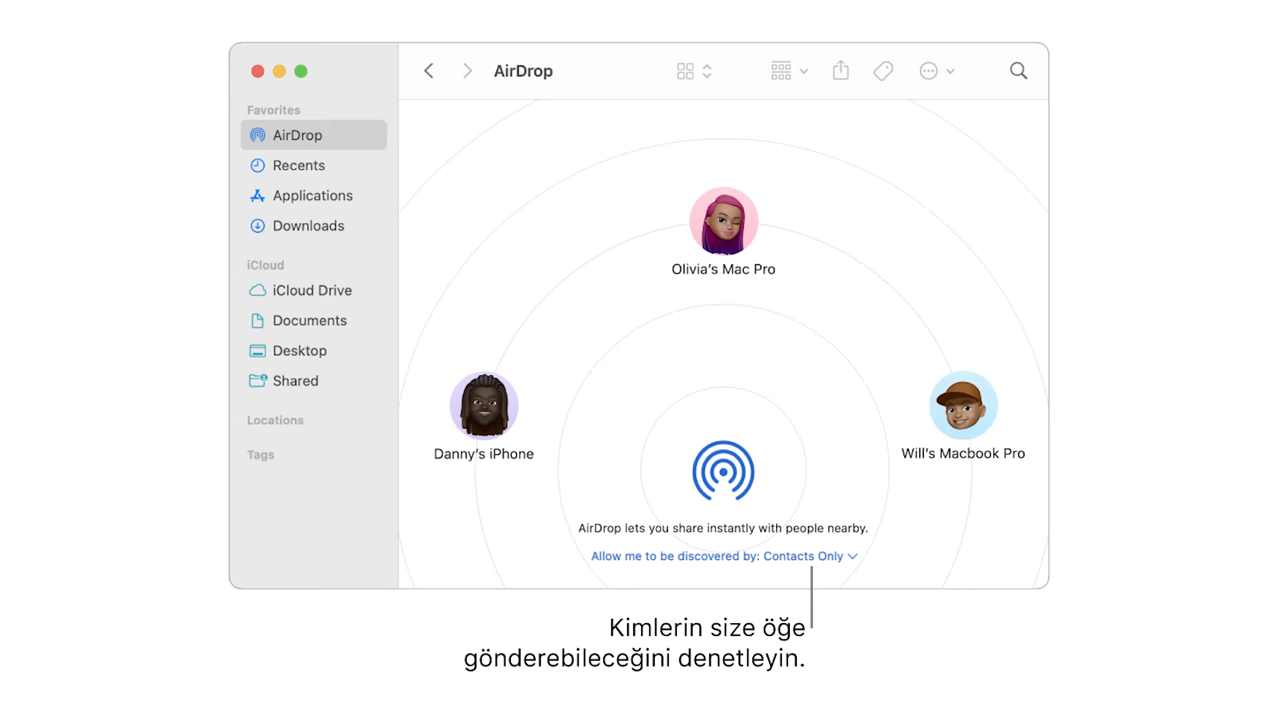 AirDrop
Favorites
AirDrop
Recents
Applications
Downloads
iCloud
iCloud Drive
Documents
Desktop
Shared
Locations
Tags
Olivia’s Mac Pro
Danny’s iPhone
Will’s Macbook Pro
AirDrop lets you share instantly with people nearby.
Allow me to be discovered by: Contacts Only
Kimlerin size öğe
gönderebileceğini denetleyin.